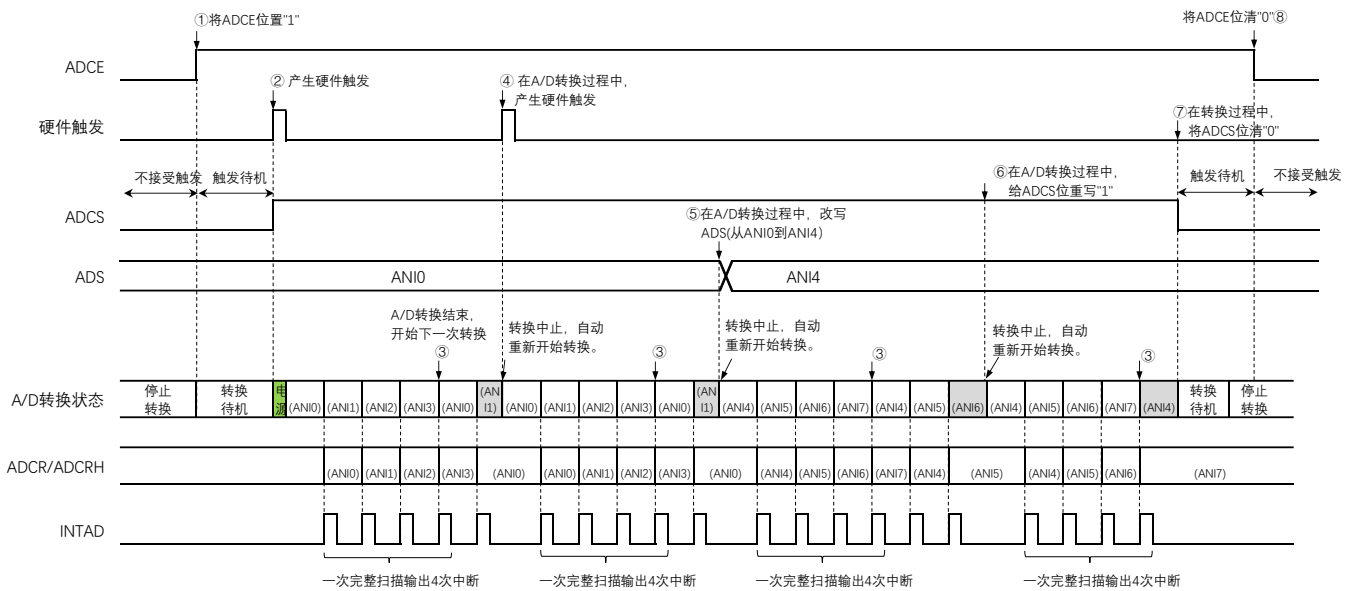 ①将ADCE位置"1"
将ADCE位清"0"⑧
ADCE
② 产生硬件触发
④ 在A/D转换过程中，
产生硬件触发
硬件触发
⑦在转换过程中，
将ADCS位清"0"
不接受触发
触发待机
⑥在A/D转换过程中，
给ADCS位重写"1"
触发待机
不接受触发
ADCS
⑤在A/D转换过程中，改写
ADS(从ANI0到ANI4）
ADS
ANI0
ANI4
A/D转换结束，
开始下一次转换
③
转换中止，自动
重新开始转换。
③
转换中止，自动
重新开始转换。
③
转换中止，自动
重新开始转换。
③
A/D转换状态
停止
转换
转换
待机
电
源
(ANI0) (ANI1) (ANI2) (ANI3) (ANI0)
(AN
I1)
(ANI0) (ANI1) (ANI2) (ANI3) (ANI0)
(AN
I1)
(ANI4) (ANI5) (ANI6) (ANI7) (ANI4) (ANI5) (ANI6) (ANI4) (ANI5) (ANI6) (ANI7) (ANI4)
转换
待机
停止
转换
ADCR/ADCRH
(ANI0) (ANI1) (ANI2) (ANI3) (ANI0) (ANI0) (ANI1) (ANI2) (ANI3) (ANI0) (ANI4) (ANI5) (ANI6) (ANI7) (ANI4) (ANI5) (ANI4) (ANI5) (ANI6) (ANI7)
INTAD
一次完整扫描输出4次中断
一次完整扫描输出4次中断
一次完整扫描输出4次中断
一次完整扫描输出4次中断